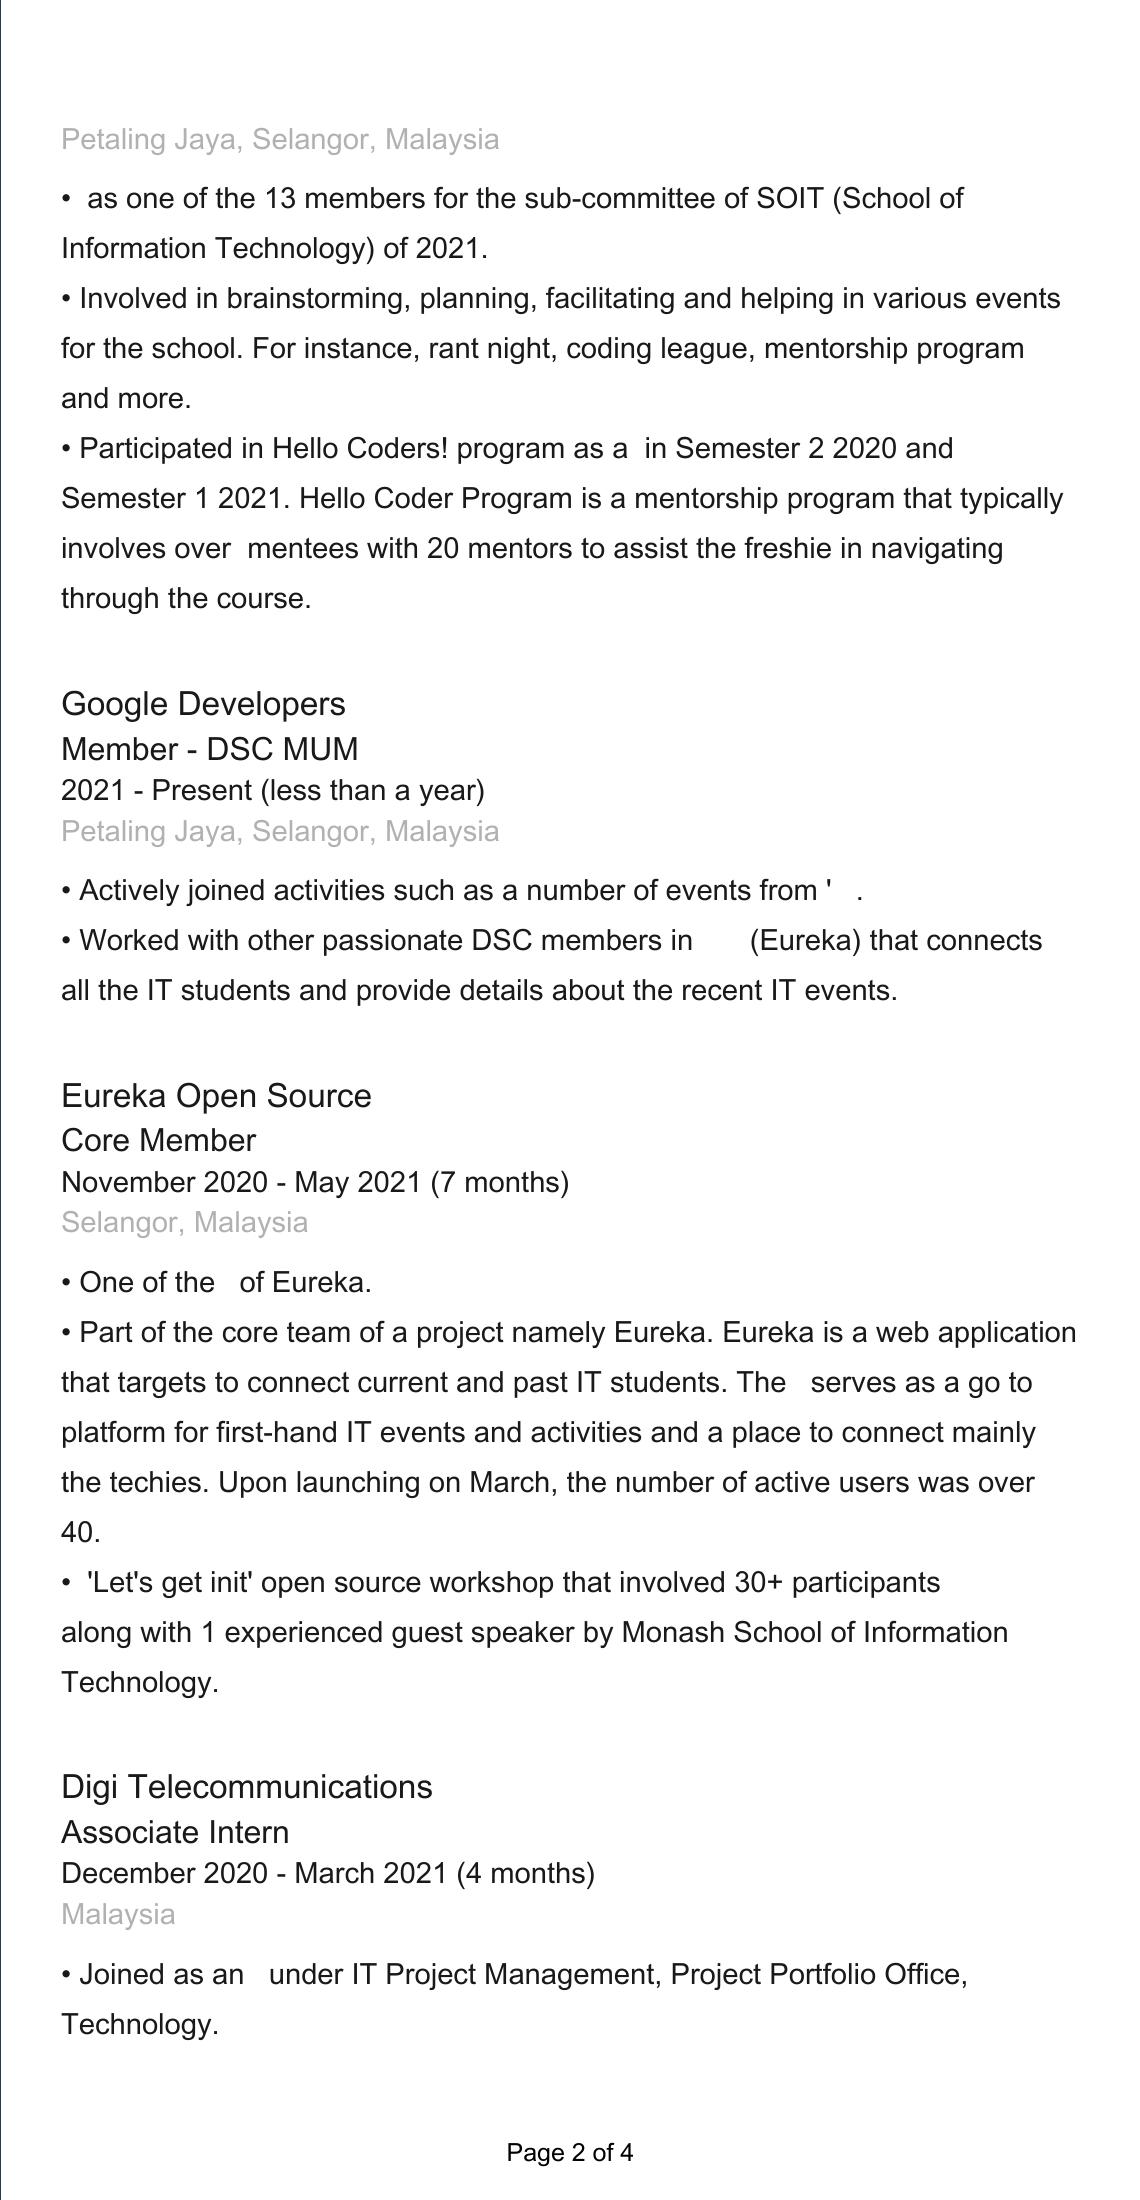 Petaling Jaya, Selangor, Malaysia
•  as one of the 13 members for the sub-committee of SOIT (School of
Information Technology) of 2021.
• Involved in brainstorming, planning, facilitating and helping in various events
for the school. For instance, rant night, coding league, mentorship program
and more.
• Participated in Hello Coders! program as a  in Semester 2 2020 and
Semester 1 2021. Hello Coder Program is a mentorship program that typically
involves over  mentees with 20 mentors to assist the freshie in navigating
through the course.
Google Developers
Member - DSC MUM
2021 - Present (less than a year)
Petaling Jaya, Selangor, Malaysia
• Actively joined activities such as a number of events from '   .
• Worked with other passionate DSC members in       (Eureka) that connects
all the IT students and provide details about the recent IT events.
Eureka Open Source
Core Member
November 2020 - May 2021 (7 months)
Selangor, Malaysia
• One of the   of Eureka.
• Part of the core team of a project namely Eureka. Eureka is a web application
that targets to connect current and past IT students. The   serves as a go to
platform for first-hand IT events and activities and a place to connect mainly
the techies. Upon launching on March, the number of active users was over
40.
•  'Let's get init' open source workshop that involved 30+ participants
along with 1 experienced guest speaker by Monash School of Information
Technology.
Digi Telecommunications
Associate Intern
December 2020 - March 2021 (4 months)
Malaysia
• Joined as an   under IT Project Management, Project Portfolio Office,
Technology.
Page 2 of 4